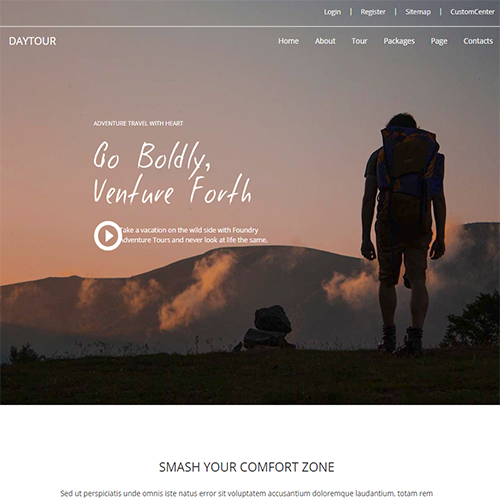 Login | Register | Sitemap | CustomCenter
DAYTOUR Home About Tour Packages Page Contacts
ADVENTURE TRAVEL WITH HEART
Go Boldly,
Venture Forth
Take a vacation on the wild side with Foundry
Adventure Tours and never look at life the same.
SMASH YOUR COMFORT ZONE
Sed ut perspiciatis unde omnis iste natus error sit voluptatem accusantium doloremque laudantium, totam rem